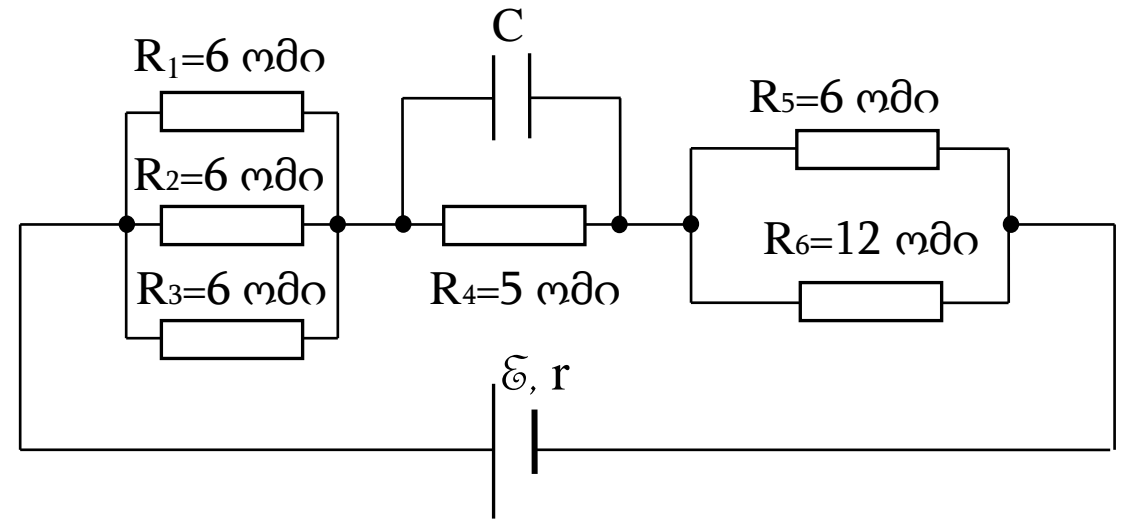 C
R₁=6 ომი
R₅=6 ომი
R₂=6 ომი
R₆=12 ომი
R₃=6 ომი
R₄=5 ომი
ℰ, r